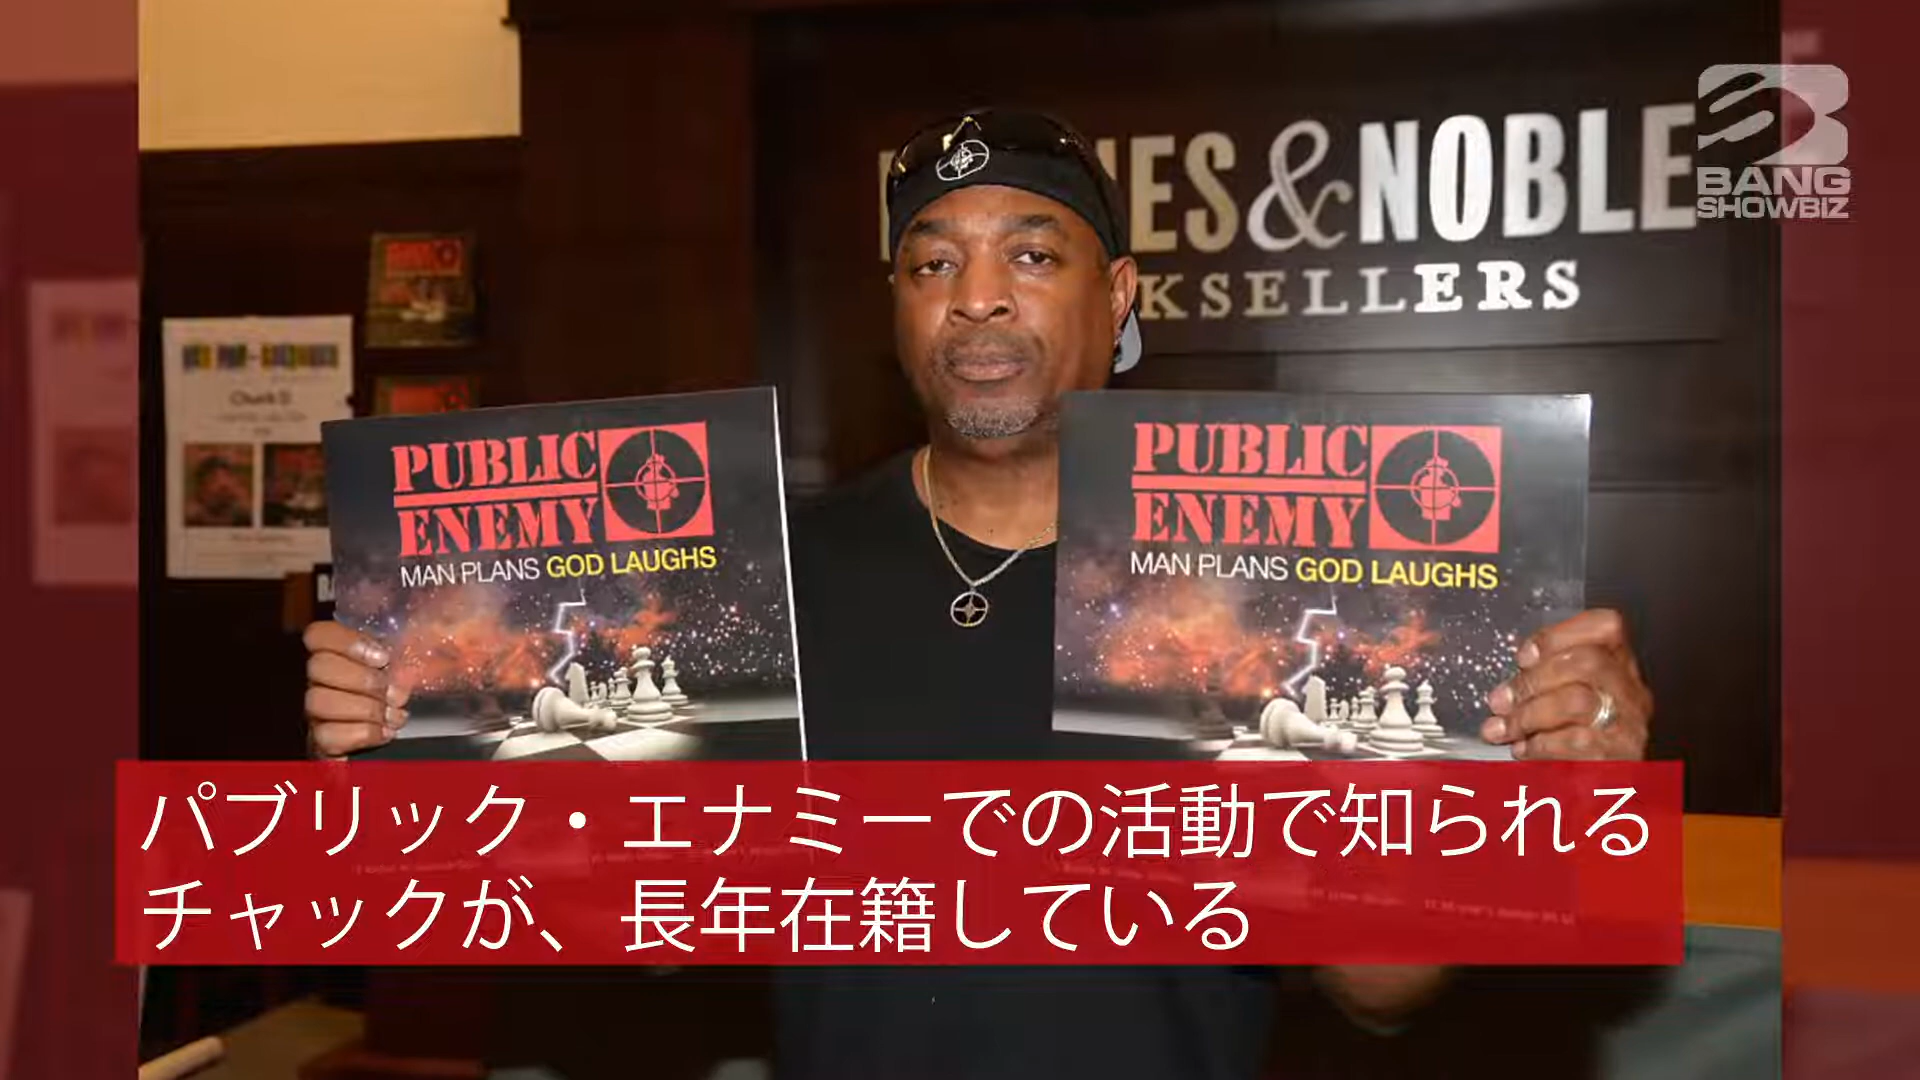 BANG
SHOWBIZ
NES&NOBLE
KSELLERS
Chuck D
PUBLIC
ENEMY
MAN PLANS GOD LAUGHS
PUBLIC
ENEMY
MAN PLANS GOD LAUGHS
パブリック・エナミーでの活動で知られる
チャックが、長年在籍している